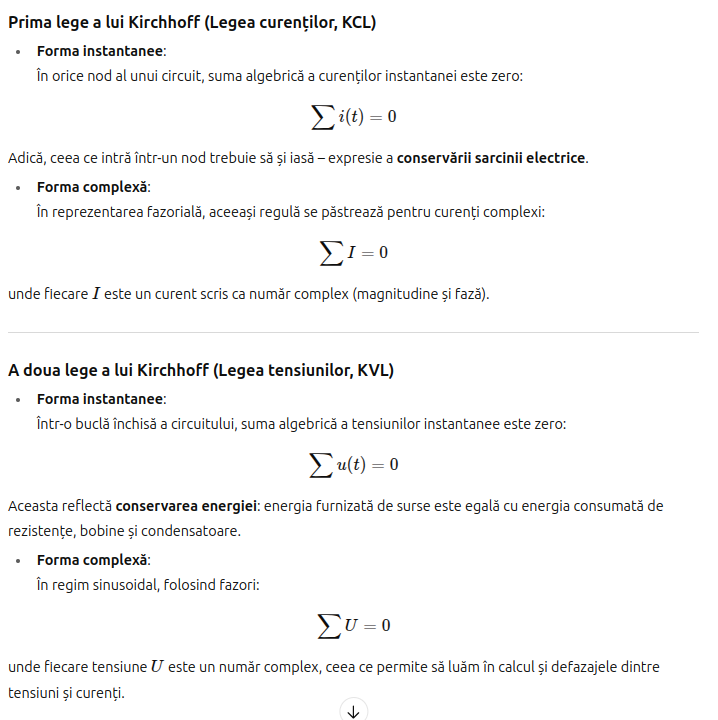 Prima lege a lui Kirchhoff (Legea curenților, KCL)
• Forma instantanee:
În orice nod al unui circuit, suma algebrică a curenților instantanei este zero:
∑ i(t) = 0
Adică, ceea ce intră într-un nod trebuie să și iasă – expresie a conservării sarcinii electrice.
• Forma complexă:
În reprezentarea fazorială, aceeași regulă se păstrează pentru curenți complexi:
∑ I = 0
unde fiecare I este un curent scris ca număr complex (magnitudine și fază).
A doua lege a lui Kirchhoff (Legea tensiunilor, KVL)
• Forma instantanee:
Într-o buclă închisă a circuitului, suma algebrică a tensiunilor instantanee este zero:
∑ u(t) = 0
Aceasta reflectă conservarea energiei: energia furnizată de surse este egală cu energia consumată de
rezistențe, bobine și condensatoare.
• Forma complexă:
În regim sinusoidal, folosind fazori:
∑ U = 0
unde fiecare tensiune U este un număr complex, ceea ce permite să luăm în calcul și defazajele dintre
tensiuni și curenți.